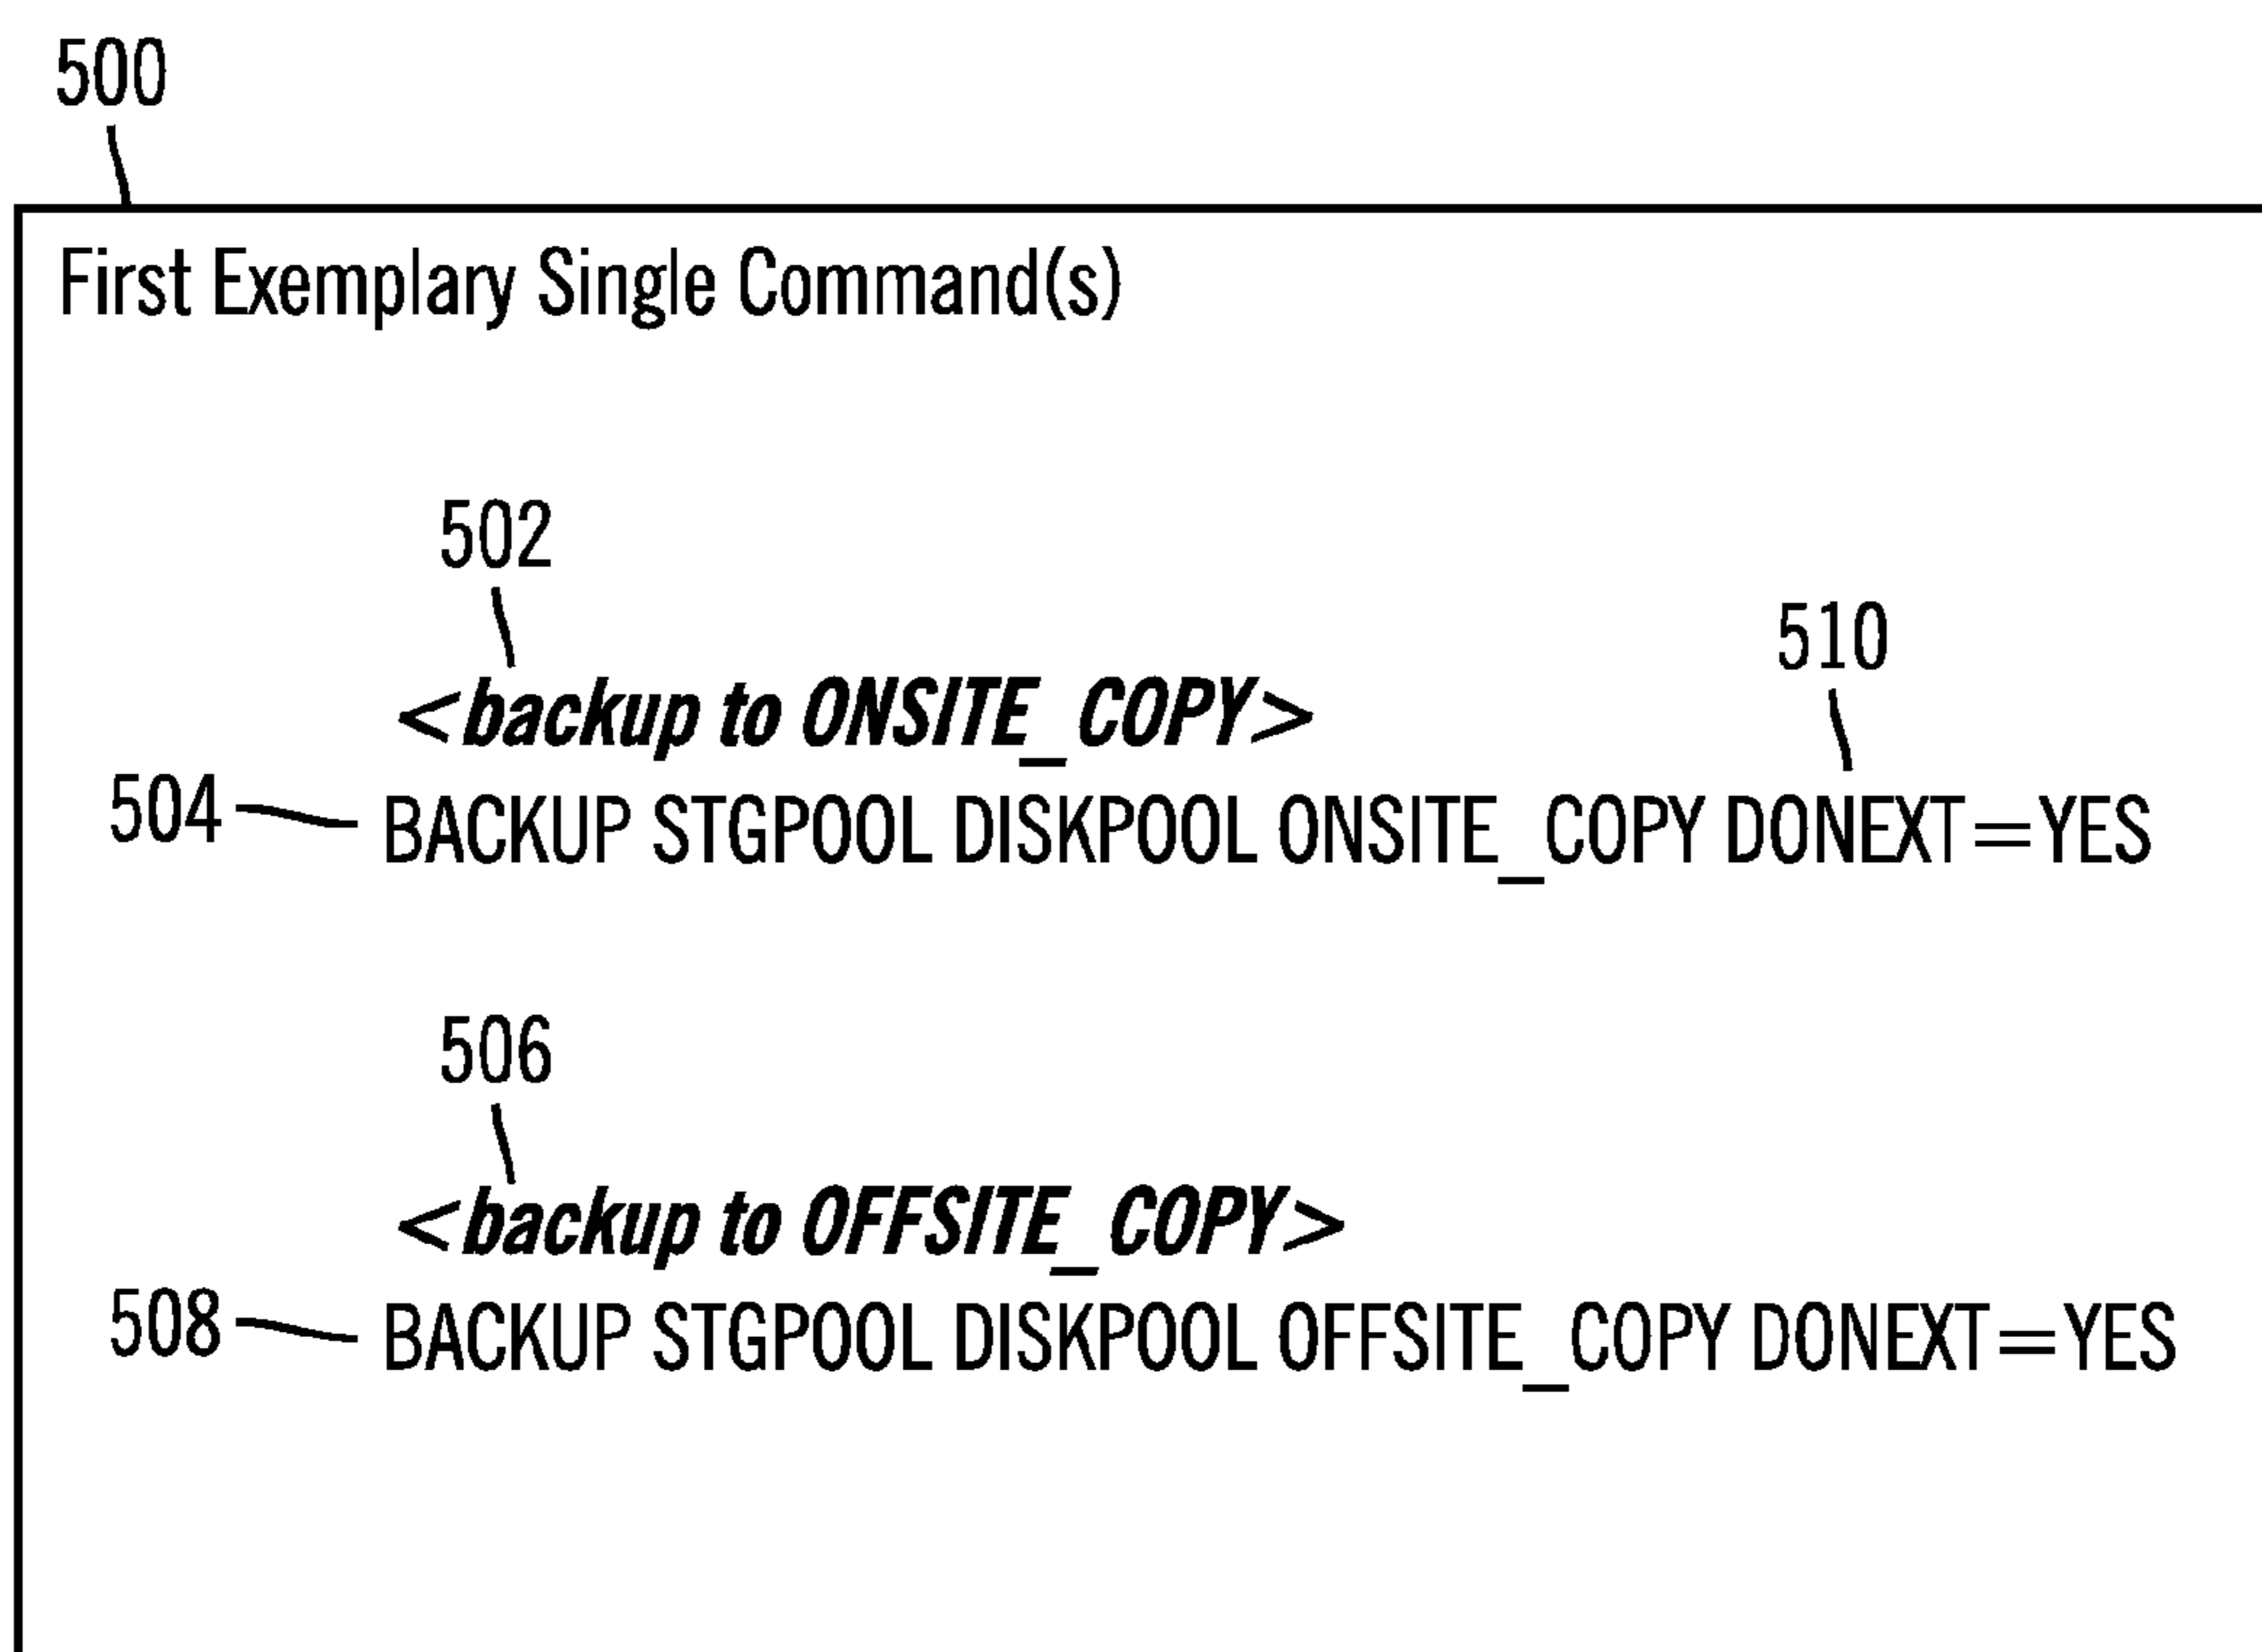 500
First Exemplary Single Command(s)
502
510
<backup to ONSITE_COPY>
504 BACKUP STGPOOL DISKPOOL ONSITE_COPY DONEXT=YES
506
<backup to OFFSITE_COPY>
508 BACKUP STGPOOL DISKPOOL OFFSITE_COPY DONEXT=YES